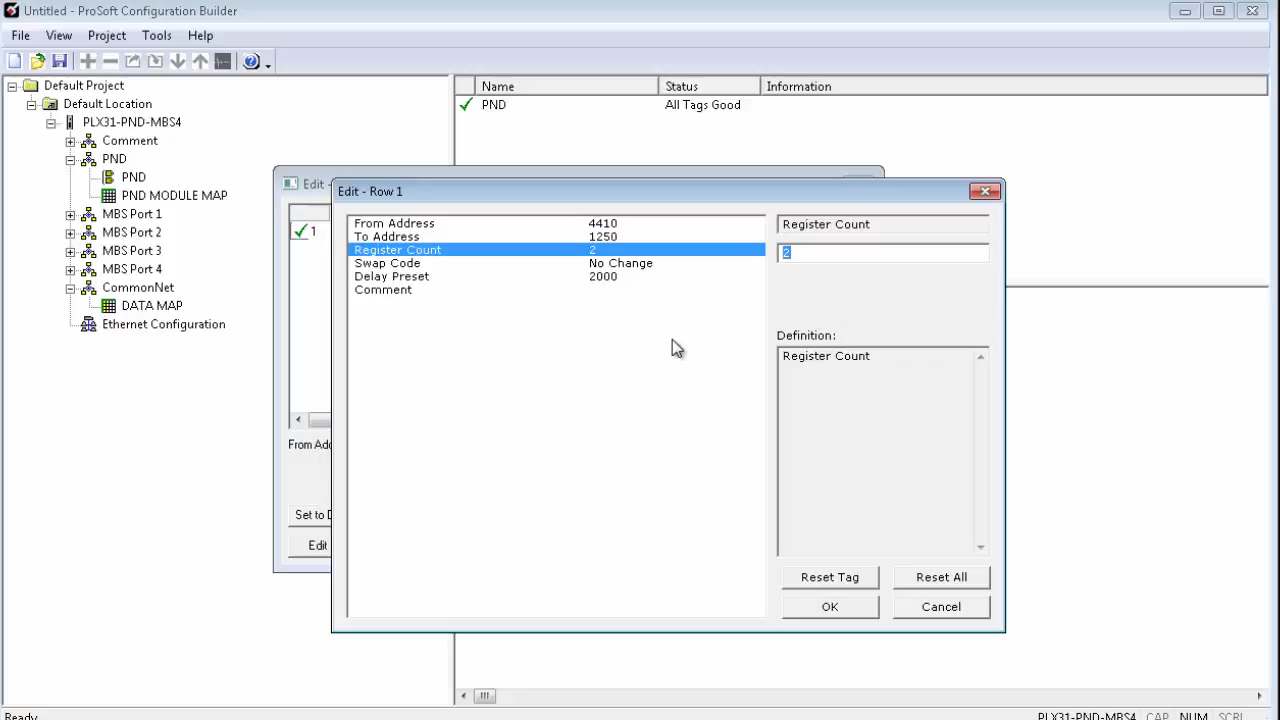 Untitled - ProSoft Configuration Builder
File View Project Tools Help
Default Project
Default Location
PLX31-PND-MBS4
Comment
PND
PND
PND MODULE MAP
MBS Port 1
MBS Port 2
MBS Port 3
MBS Port 4
CommonNet
DATA MAP
Ethernet Configuration
Name Status Information
PND All Tags Good
Edit -
1
From Add
Set to D
Edit
Edit - Row 1
From Address 4410
To Address 1250
Register Count 2
Swap Code No Change
Delay Preset 2000
Comment
Register Count
2
Definition:
Register Count
Reset Tag Reset All
OK Cancel
Ready
PLX31-PND-MBS4 CAP NUM SCRL